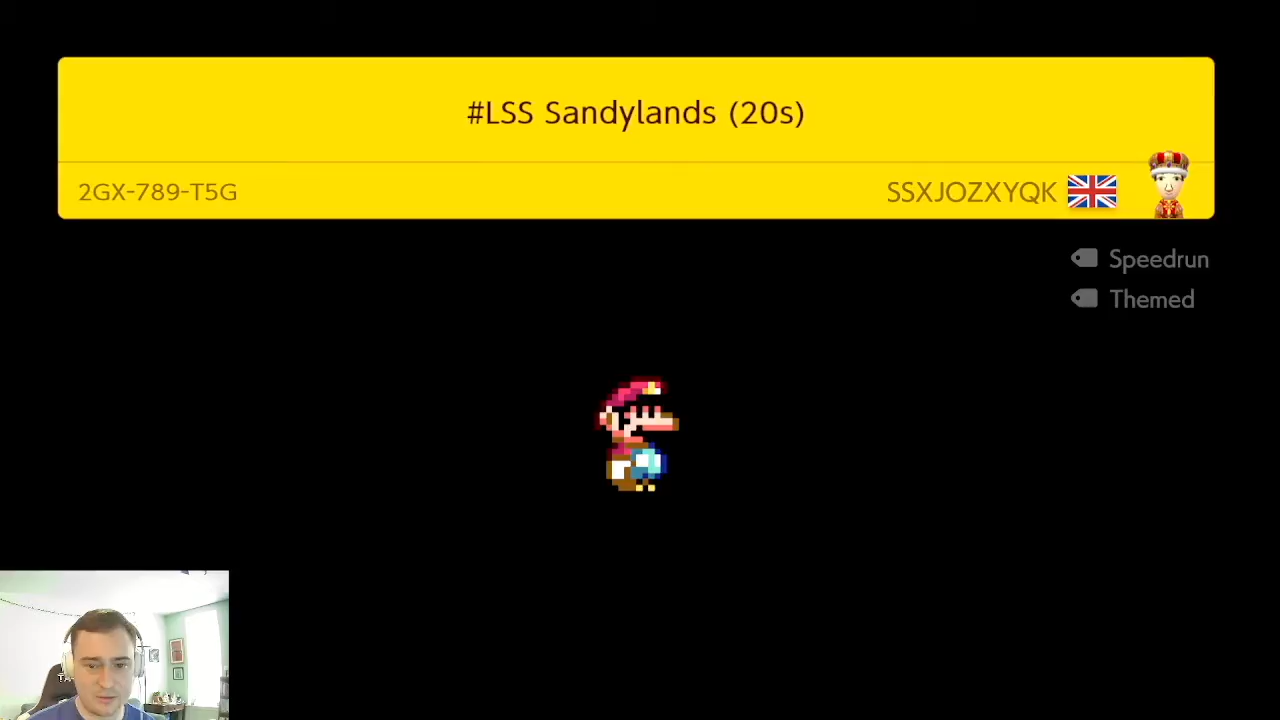 #LSS Sandylands (20s)
2GX-789-T5G
SSXJOZXYQK
Speedrun
Themed